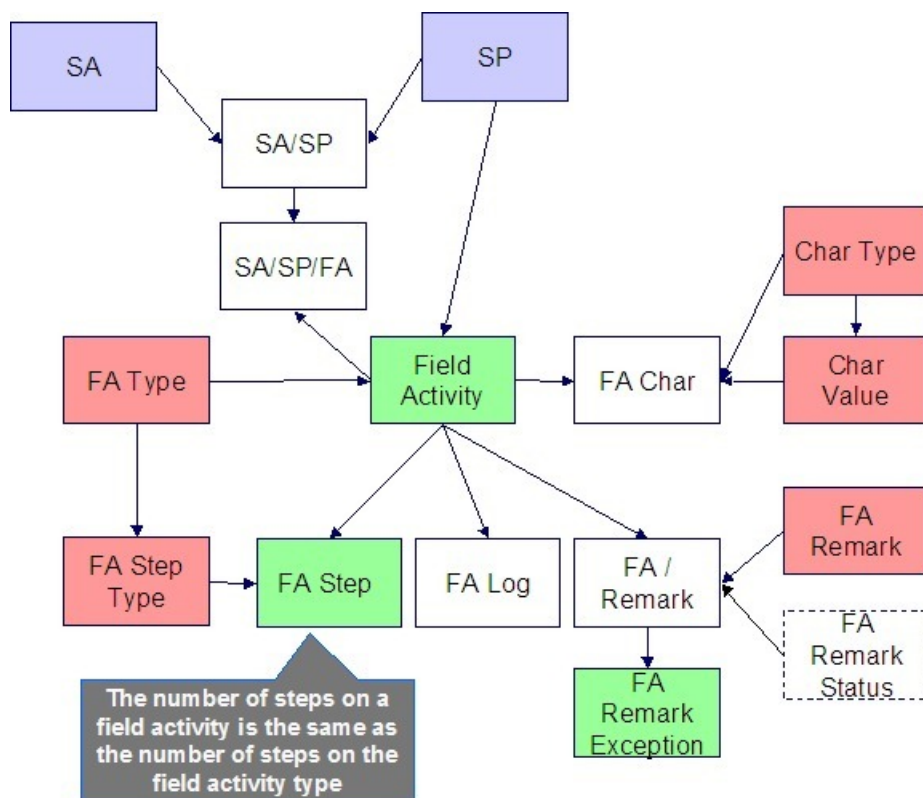 SA
SP
SA/SP
SA/SP/FA
Char Type
FA Type
Field
Activity
FA Char
Char
Value
FA Step
Type
FA Step
FA Log
FA /
Remark
FA
Remark
FA
Remark
Status
FA
Remark
Exception
The number of steps on a
field activity is the same as
the number of steps on the
field activity type